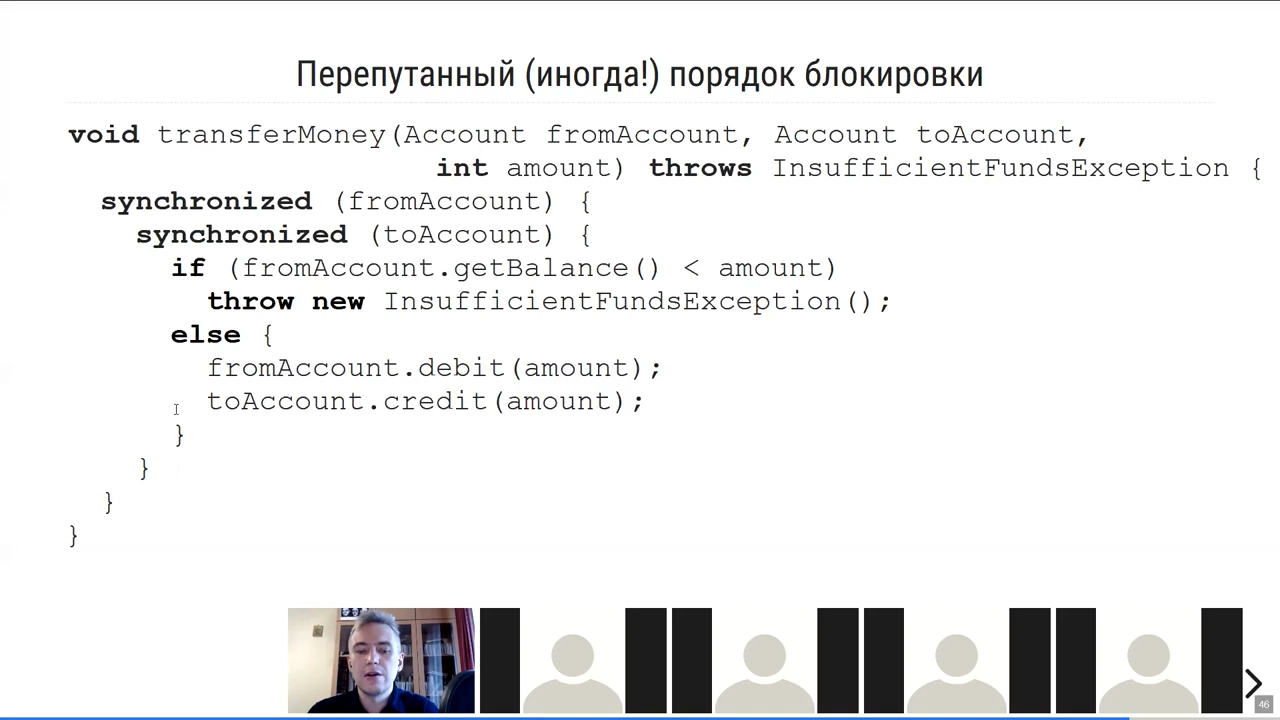 Перепутанный (иногда!) порядок блокировки
void transferMoney(Account fromAccount, Account toAccount,
int amount) throws InsufficientFundsException {
synchronized (fromAccount) {
synchronized (toAccount) {
if (fromAccount.getBalance() < amount)
throw new InsufficientFundsException();
else {
fromAccount.debit(amount);
toAccount.credit(amount);
}
}
}
}
46